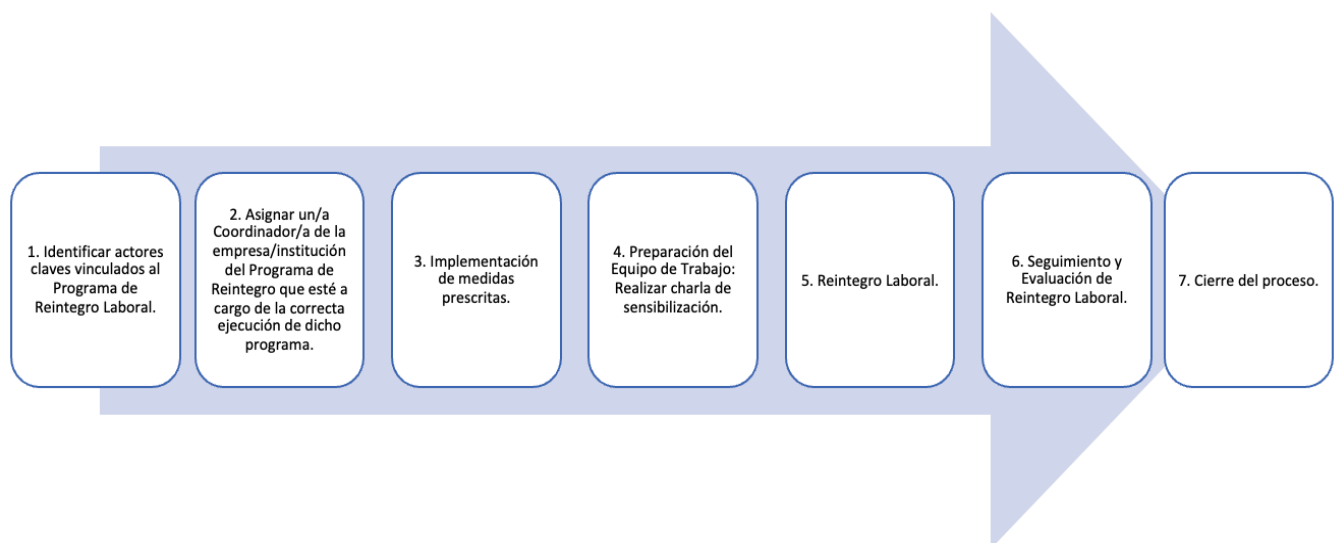 1. Identificar actores
claves vinculados al
Programa de
Reintegro Laboral.
2. Asignar un/a
Coordinador/a de la
empresa/institución
del Programa de
Reintegro que esté a
cargo de la correcta
ejecución de dicho
programa.
3. Implementación
de medidas
prescritas.
4. Preparación del
Equipo de Trabajo:
Realizar charla de
sensibilización.
5. Reintegro Laboral.
6. Seguimiento y
Evaluación de
Reintegro Laboral.
7. Cierre del proceso.